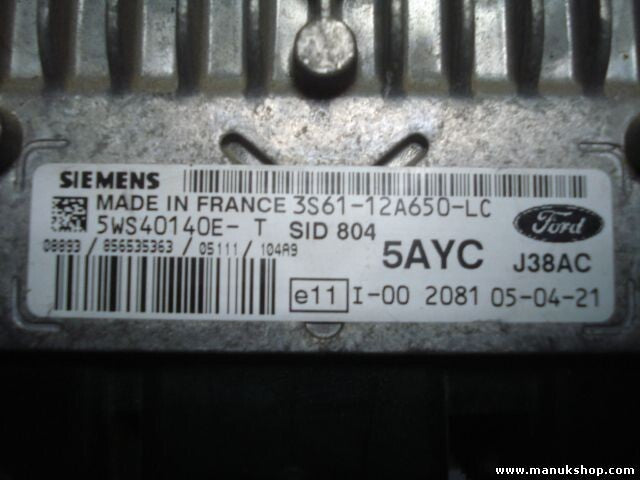 SIEMENS
MADE IN FRANCE 3S61-12A650-LC
5WS40140E- T SID 804
Ford
08893 / 856535363 / 05111 / 104A9
5AYC J38AC
e11 I-00 2081 05-04-21
www.manukshop.com